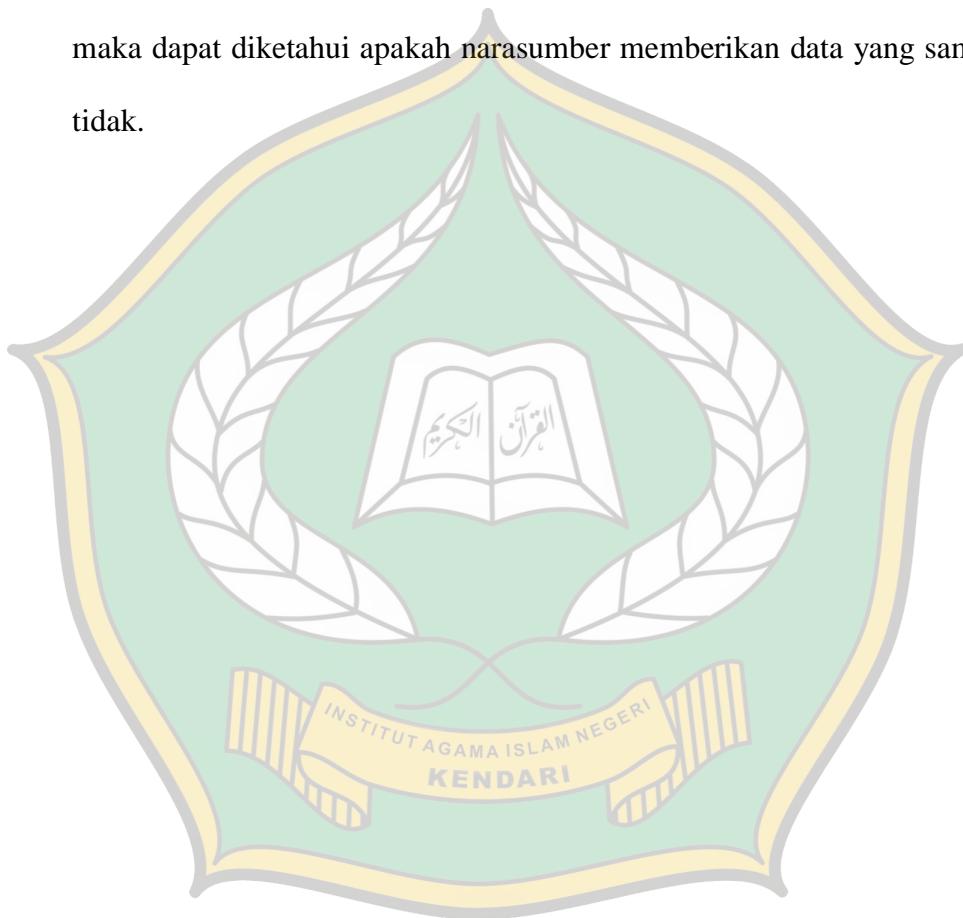 maka dapat diketahui apakah narasumber memberikan data yang
tidak.
القرآن الكريم
INSTITUT AGAMA ISLAM NEGERI
KENDARI